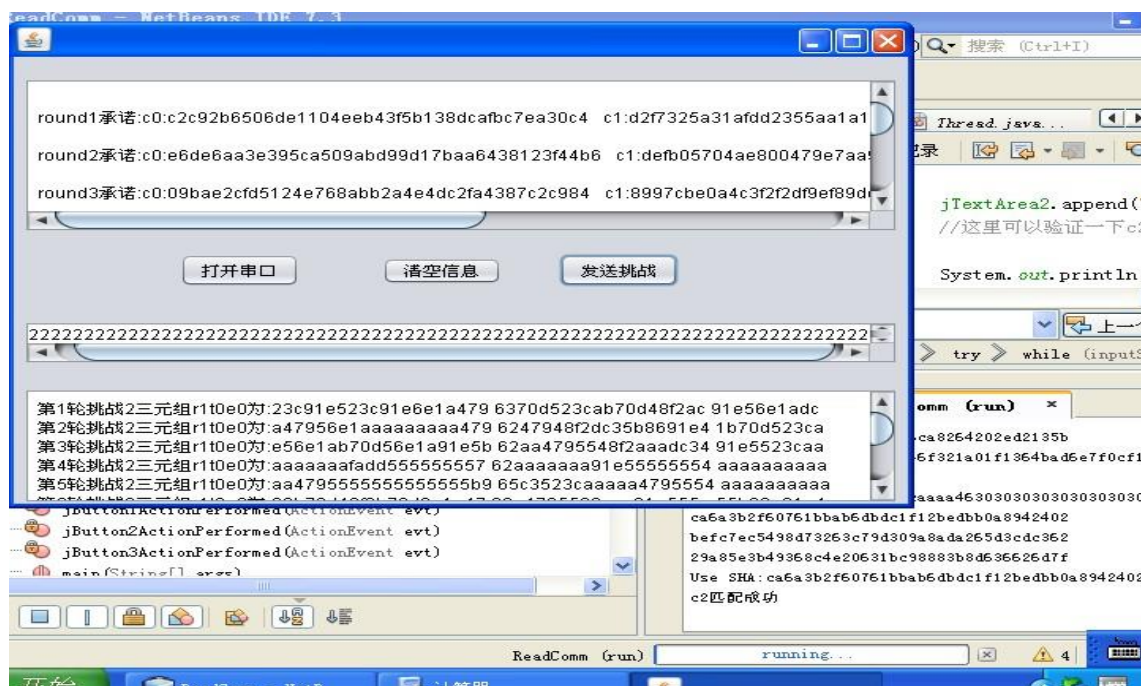 ReadComm - NetBeans IDE 7.3
搜索 (Ctrl+I)
round1承诺:c0:c2c92b6506de1104eeb43f5b138dcafbc7ea30c4 c1:d2f7325a31afdd2355aa1a1
round2承诺:c0:e6de6aa3e395ca509abd99d17baa6438123f44b6 c1:defb05704ae800479e7aa
round3承诺:c0:09bae2cfd5124e768abb2a4e4dc2fa4387c2c984 c1:8997cbe0a4c3f2f2df9ef89d
Thread.java...
录
jTextArea2.append(
//这里可以验证一下c2
System.out.println
打开串口
清空信息
发送挑战
上一个
try
while (inputS
第1轮挑战2三元组r1t0e0为:23c91e523c91e6e1a479 6370d523cab70d48f2ac 91e56e1adc
第2轮挑战2三元组r1t0e0为:a47956e1aaaaaaaaa479 6247948f2dc35b8691e4 1b70d523ca
第3轮挑战2三元组r1t0e0为:e56e1ab70d56e1a91e5b 62aa4795548f2aaadc34 91e5523caa
第4轮挑战2三元组r1t0e0为:aaaaaaafadd555555557 62aaaaaaa91e55555554 aaaaaaaaaa
第5轮挑战2三元组r1t0e0为:aa4795555555555555b9 65c3523caaaaa4795554 aaaaaaaaaa
omm (run)
ca8264202ed2135b
6f321a01f1364bad6e7f0cf1
aaaa463030303030303030
ca6a3b2f60761bbab6dbdc1f12bedbb0a8942402
befc7ec5498d73263c79d309a8ada265d3cdc362
29a85e3b49368c4e20631bc98883b8d636626d7f
Use SHA:ca6a3b2f60761bbab6dbdc1f12bedbb0a8942402
c2匹配成功
jButton1ActionPerformed(ActionEvent evt)
jButton2ActionPerformed(ActionEvent evt)
jButton3ActionPerformed(ActionEvent evt)
main(String[] args)
ReadComm (run)
running...
4
开始
计算器